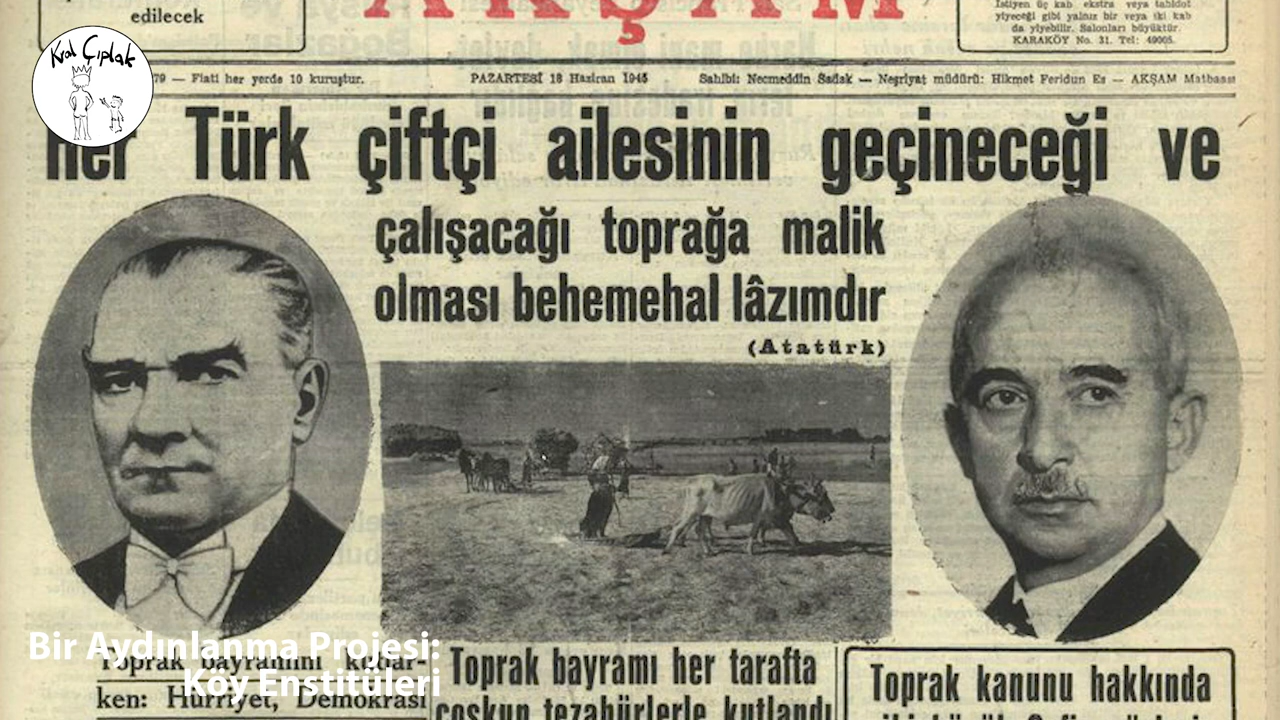 edilecek
AKŞAM
İstiyen üç kab ekstra veya tabldot
yiyeceği gibi yalnız bir veya iki kab
da yiyebilir. Salonları büyüktür.
KARAKÖY No. 31. Tel: 49005.
Kral Çıplak
79 — Fiatı her yerde 10 kuruştur. PAZARTESİ 18 Haziran 1945 Sahibi: Necmeddin Sadak — Neşriyat müdürü: Hikmet Feridun Es — AKŞAM Matbaası
Her Türk çiftçi ailesinin geçineceği ve
çalışacağı toprağa malik
olması behemehal lâzımdır
(Atatürk)
Bir Aydınlanma Projesi:
Köy Enstitüleri
Toprak bayramını kutlar-
ken: Hürriyet, Demokrasi
Toprak bayramı her tarafta
coşkun tezahürlerle kutlandı
Toprak kanunu hakkında